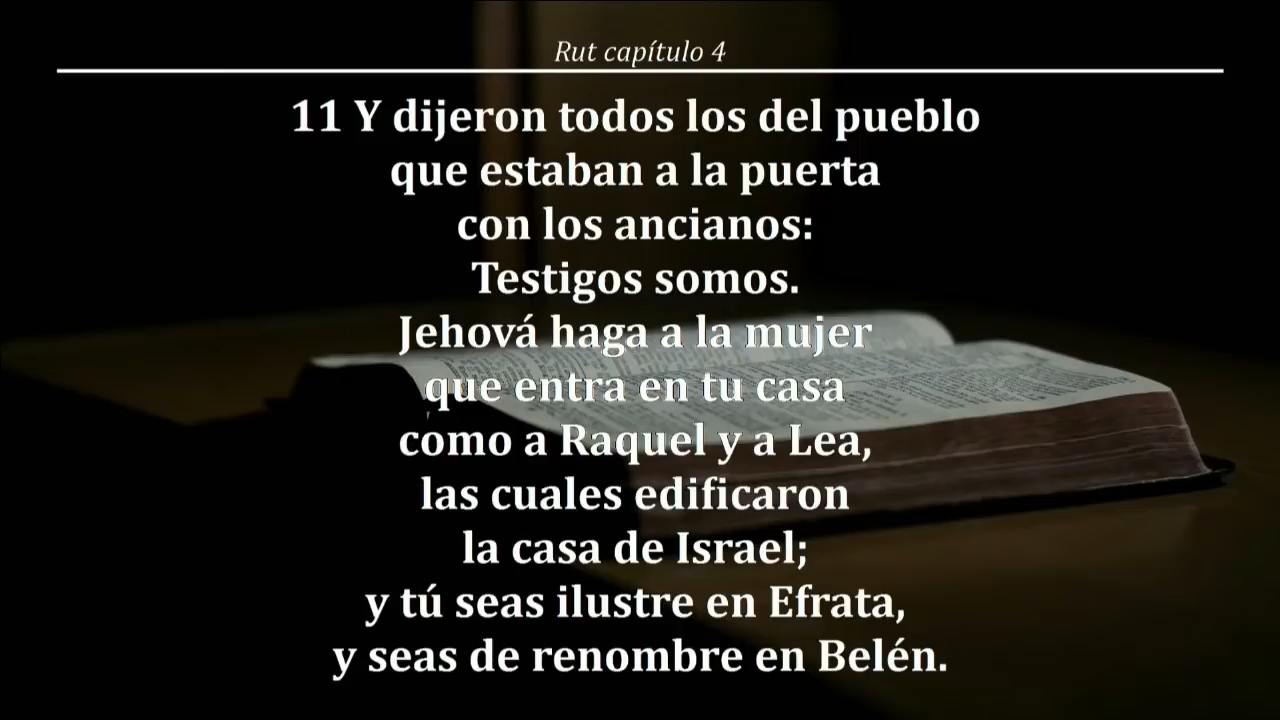 Rut capítulo 4
11 Y dijeron todos los del pueblo
que estaban a la puerta
con los ancianos:
Testigos somos.
Jehová haga a la mujer
que entra en tu casa
como a Raquel y a Lea,
las cuales edificaron
la casa de Israel;
y tú seas ilustre en Efrata,
y seas de renombre en Belén.